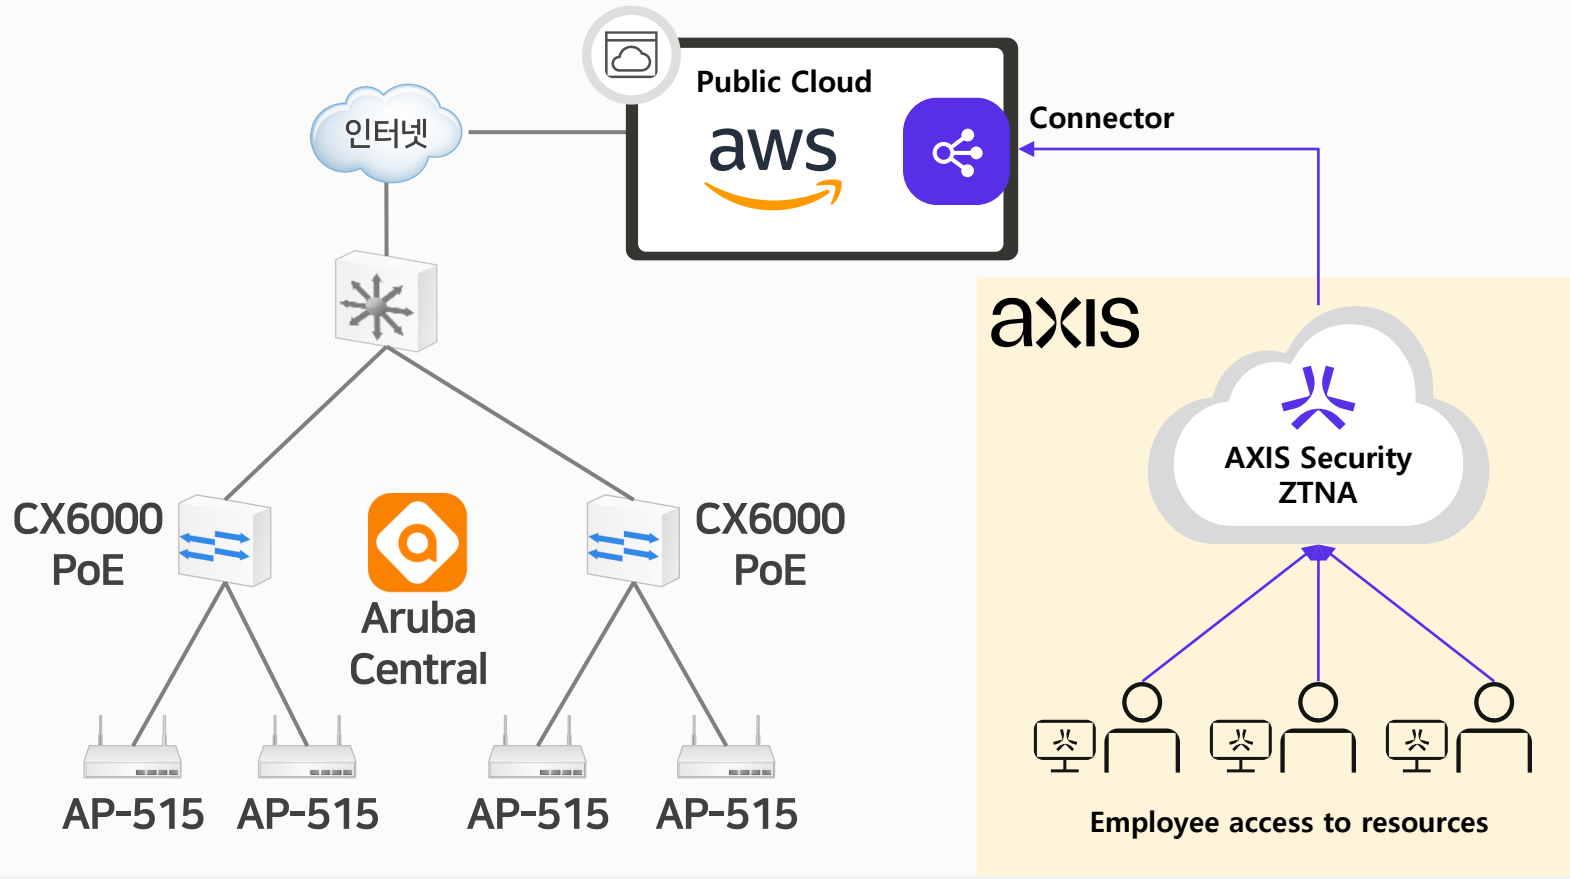 Public Cloud
인터넷
aws
Connector
axis
AXIS Security
ZTNA
CX6000
PoE
Aruba
Central
CX6000
PoE
AP-515
AP-515
AP-515
AP-515
Employee access to resources